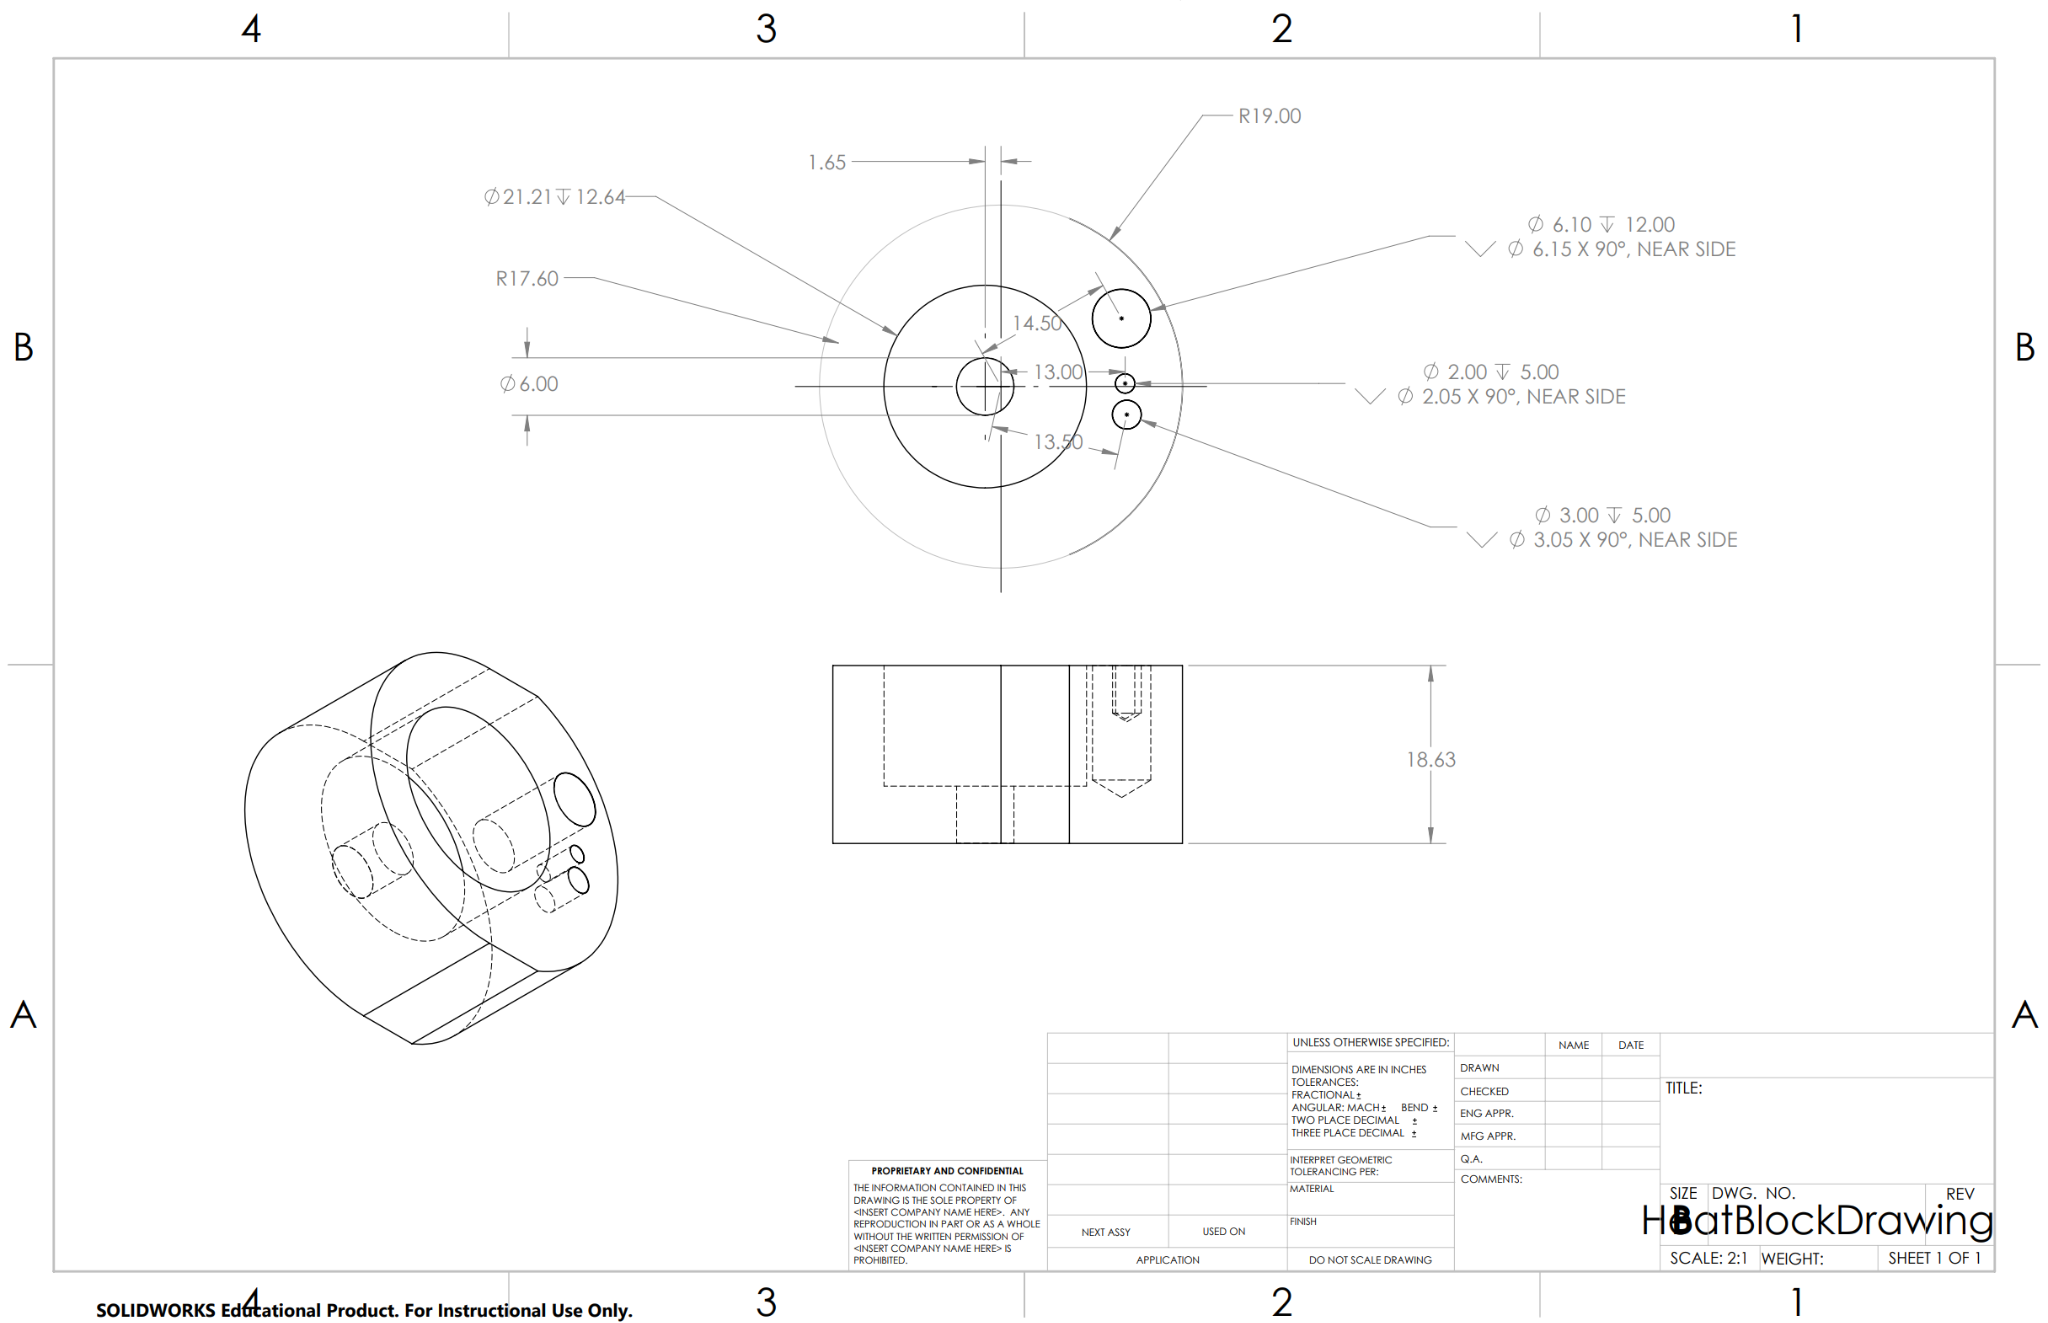 4 3 2 1
R19.00
1.65
⌀21.21↧12.64
⌀ 6.10 ↧ 12.00
⌵ ⌀ 6.15 X 90°, NEAR SIDE
R17.60
14.50
B B
13.00
⌀6.00
⌀ 2.00 ↧ 5.00
⌵ ⌀ 2.05 X 90°, NEAR SIDE
13.50
⌀ 3.00 ↧ 5.00
⌵ ⌀ 3.05 X 90°, NEAR SIDE
18.63
A A
UNLESS OTHERWISE SPECIFIED:
DIMENSIONS ARE IN INCHES
TOLERANCES:
FRACTIONAL±
ANGULAR: MACH± BEND ±
TWO PLACE DECIMAL ±
THREE PLACE DECIMAL ±
INTERPRET GEOMETRIC
TOLERANCING PER:
MATERIAL
FINISH
DO NOT SCALE DRAWING
NAME DATE
DRAWN
CHECKED
ENG APPR.
MFG APPR.
Q.A.
COMMENTS:
TITLE:
SIZE DWG. NO. REV
B
HeatBlockDrawing
SCALE: 2:1 WEIGHT: SHEET 1 OF 1
PROPRIETARY AND CONFIDENTIAL
THE INFORMATION CONTAINED IN THIS
DRAWING IS THE SOLE PROPERTY OF
<INSERT COMPANY NAME HERE>. ANY
REPRODUCTION IN PART OR AS A WHOLE
WITHOUT THE WRITTEN PERMISSION OF
<INSERT COMPANY NAME HERE> IS
PROHIBITED.
NEXT ASSY USED ON
APPLICATION
4 3 2 1
SOLIDWORKS Educational Product. For Instructional Use Only.